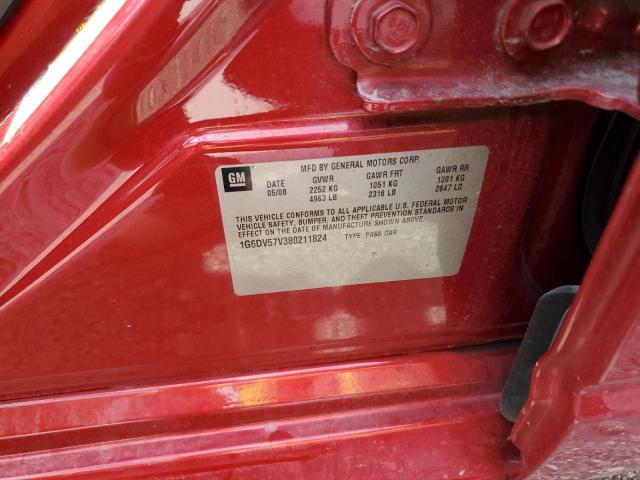 GM
MFD BY GENERAL MOTORS CORP.
DATE GVWR GAWR FRT GAWR RR
05/08 2252 KG 1051 KG 1201 KG
4963 LB 2316 LB 2647 LG
THIS VEHICLE CONFORMS TO ALL APPLICABLE U.S. FEDERAL MOTOR
VEHICLE SAFETY, BUMPER, AND THEFT PREVENTION STANDARDS IN
EFFECT ON THE DATE OF MANUFACTURE SHOWN ABOVE.
1G6DV57V380211824 TYPE: PASS CAR